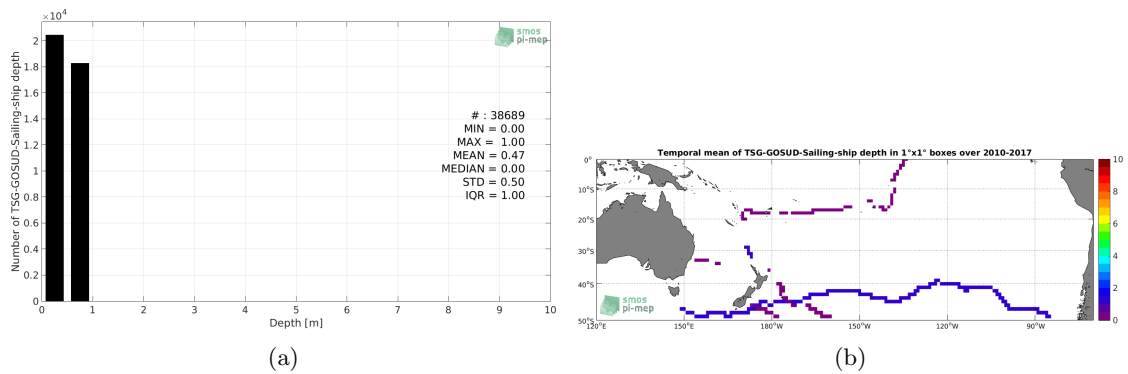 ×10⁴
2
1.8
1.6
1.4
1.2
1
0.8
0.6
0.4
0.2
0
Number of TSG-GOSUD-Sailing-ship depth
0 1 2 3 4 5 6 7 8 9 10
Depth [m]
smos
pi-mep
# : 38689
MIN = 0.00
MAX = 1.00
MEAN = 0.47
MEDIAN = 0.00
STD = 0.50
IQR = 1.00
(a)
Temporal mean of TSG-GOSUD-Sailing-ship depth in 1°x1° boxes over 2010-2017
0°
10°S
20°S
30°S
40°S
50°S
120°E 150°E 180°W 150°W 120°W 90°W
10
8
6
4
2
0
smos
pi-mep
(b)